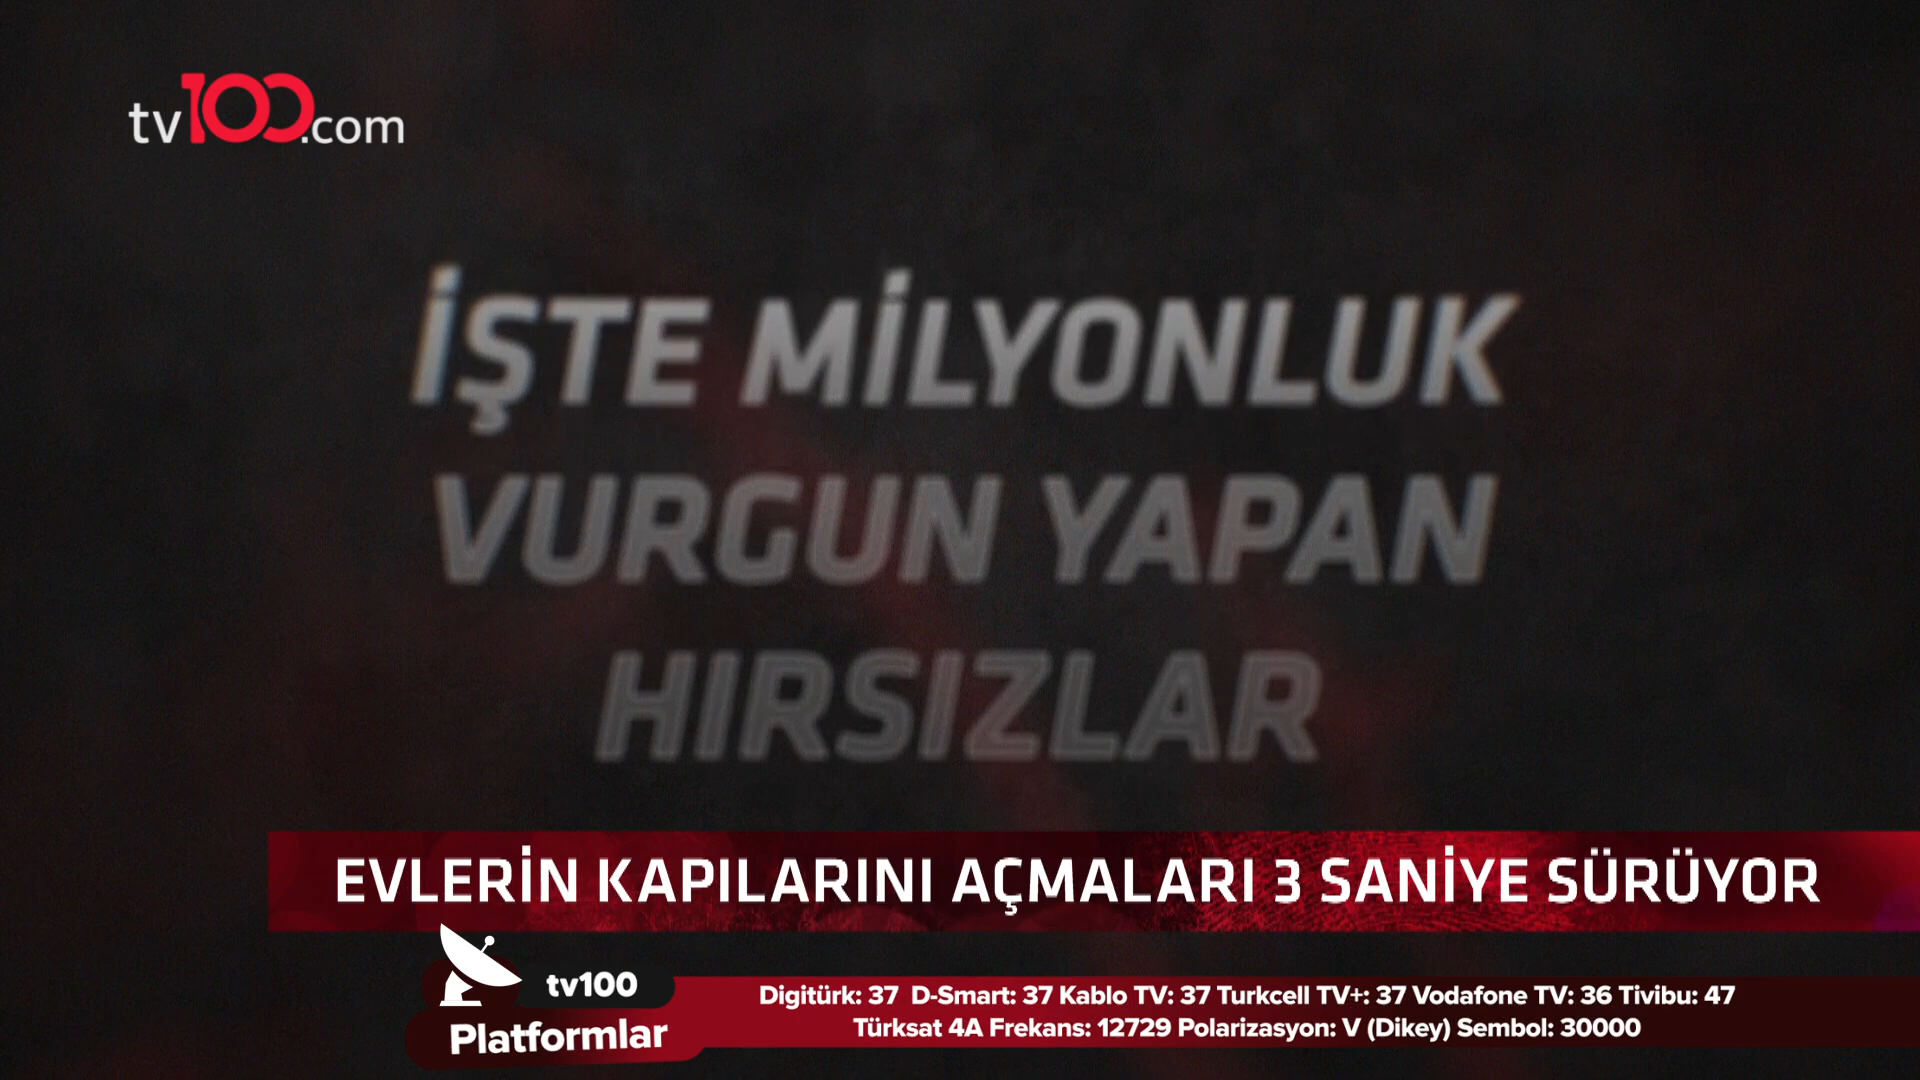 tv100.com
İŞTE MİLYONLUK
VURGUN YAPAN
HIRSIZLAR
EVLERİN KAPILARINI AÇMALARI 3 SANİYE SÜRÜYOR
tv100
Platformlar
Digitürk: 37 D-Smart: 37 Kablo TV: 37 Turkcell TV+: 37 Vodafone TV: 36 Tivibu: 47
Türksat 4A Frekans: 12729 Polarizasyon: V (Dikey) Sembol: 30000